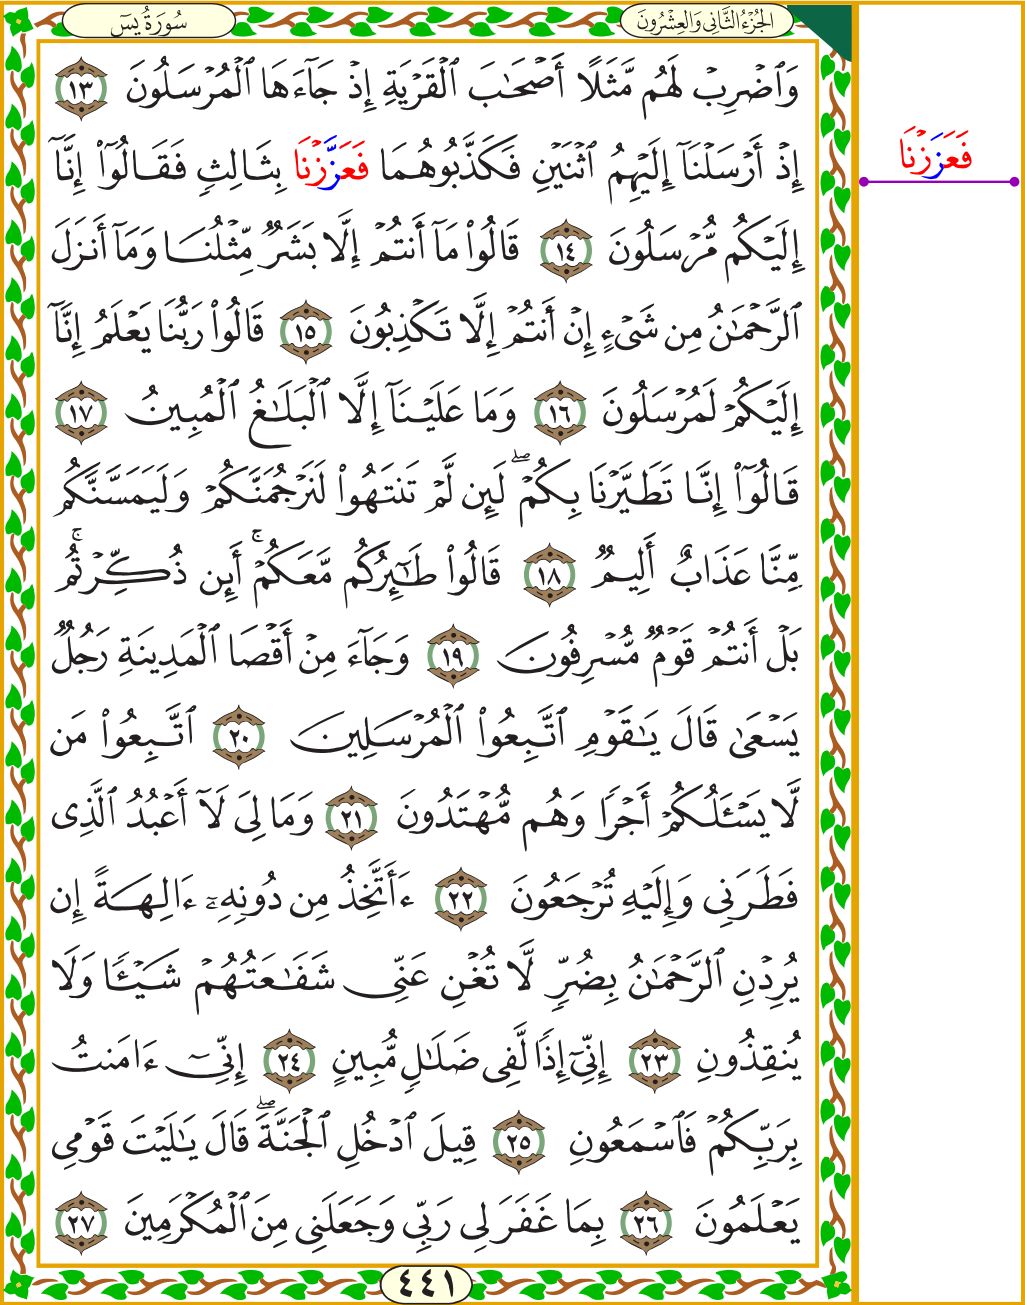 سُورَةُ يسٓ
الجُزْءُ الثَّانِي وَالعِشْرُونَ
وَٱضْرِبْ لَهُم مَّثَلًا أَصْحَٰبَ ٱلْقَرْيَةِ إِذْ جَآءَهَا ٱلْمُرْسَلُونَ ١٣
إِذْ أَرْسَلْنَآ إِلَيْهِمُ ٱثْنَيْنِ فَكَذَّبُوهُمَا فَعَزَّزْنَا بِثَالِثٍ فَقَالُوٓا۟ إِنَّآ
فَعَزَزْنَا
إِلَيْكُم مُّرْسَلُونَ ١٤ قَالُوا۟ مَآ أَنتُمْ إِلَّا بَشَرٌ مِّثْلُنَا وَمَآ أَنزَلَ
ٱلرَّحْمَٰنُ مِن شَىْءٍ إِنْ أَنتُمْ إِلَّا تَكْذِبُونَ ١٥ قَالُوا۟ رَبُّنَا يَعْلَمُ إِنَّآ
إِلَيْكُمْ لَمُرْسَلُونَ ١٦ وَمَا عَلَيْنَآ إِلَّا ٱلْبَلَٰغُ ٱلْمُبِينُ ١٧
قَالُوٓا۟ إِنَّا تَطَيَّرْنَا بِكُمْ ۖ لَئِن لَّمْ تَنتَهُوا۟ لَنَرْجُمَنَّكُمْ وَلَيَمَسَّنَّكُم
مِّنَّا عَذَابٌ أَلِيمٌ ١٨ قَالُوا۟ طَٰٓئِرُكُم مَّعَكُمْ ۚ أَئِن ذُكِّرْتُم ۚ
بَلْ أَنتُمْ قَوْمٌ مُّسْرِفُونَ ١٩ وَجَآءَ مِنْ أَقْصَا ٱلْمَدِينَةِ رَجُلٌ
يَسْعَىٰ قَالَ يَٰقَوْمِ ٱتَّبِعُوا۟ ٱلْمُرْسَلِينَ ٢٠ ٱتَّبِعُوا۟ مَن
لَّا يَسْـَٔلُكُمْ أَجْرًا وَهُم مُّهْتَدُونَ ٢١ وَمَا لِىَ لَآ أَعْبُدُ ٱلَّذِى
فَطَرَنِى وَإِلَيْهِ تُرْجَعُونَ ٢٢ ءَأَتَّخِذُ مِن دُونِهِۦٓ ءَالِهَةً إِن
يُرِدْنِ ٱلرَّحْمَٰنُ بِضُرٍّ لَّا تُغْنِ عَنِّى شَفَٰعَتُهُمْ شَيْـًٔا وَلَا
يُنقِذُونِ ٢٣ إِنِّىٓ إِذًا لَّفِى ضَلَٰلٍ مُّبِينٍ ٢٤ إِنِّىٓ ءَامَنتُ
بِرَبِّكُمْ فَٱسْمَعُونِ ٢٥ قِيلَ ٱدْخُلِ ٱلْجَنَّةَ ۖ قَالَ يَٰلَيْتَ قَوْمِى
يَعْلَمُونَ ٢٦ بِمَا غَفَرَ لِى رَبِّى وَجَعَلَنِى مِنَ ٱلْمُكْرَمِينَ ٢٧
٤٤١